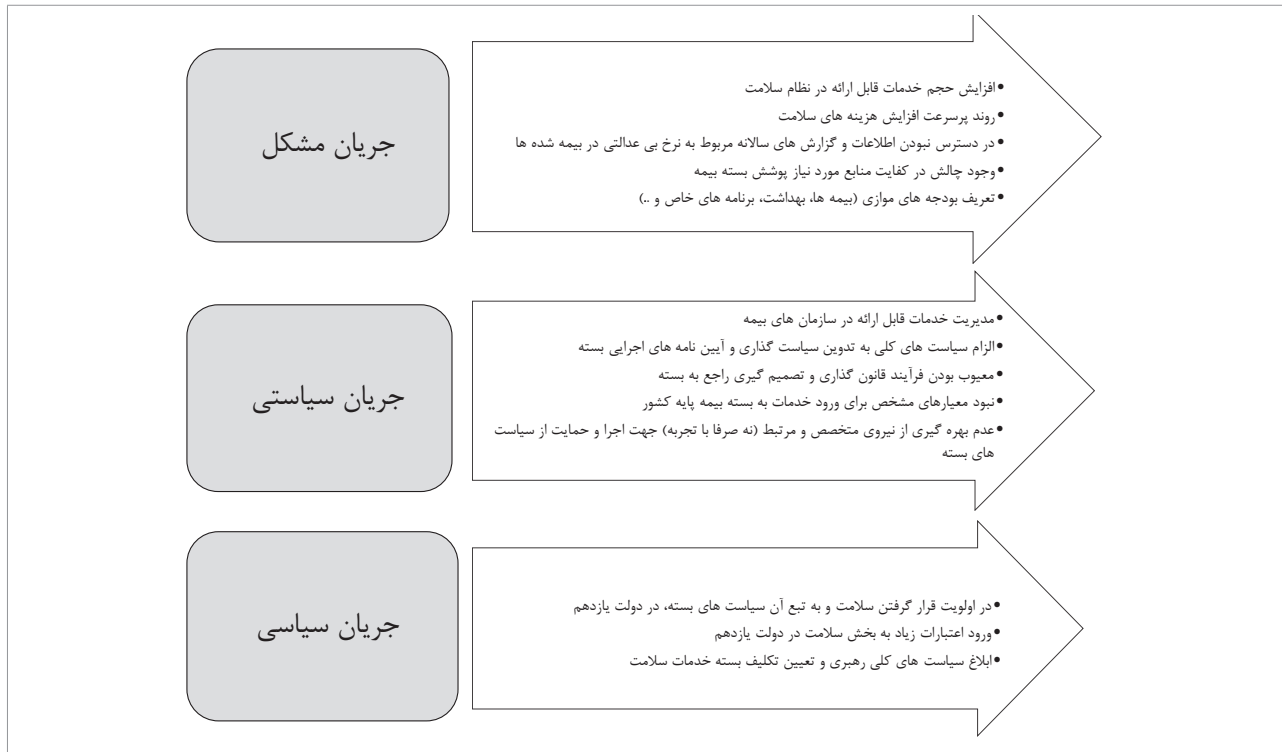 جریان مشکل
•افزایش حجم خدمات قابل ارائه در نظام سلامت
•روند پرسرعت افزایش هزینه های سلامت
•در دسترس نبودن اطلاعات و گزارش های سالانه مربوط به نرخ بی عدالتی در بیمه شده ها
•وجود چالش در کفایت منابع مورد نیاز پوشش بسته بیمه
•تعریف بودجه های موازی (بیمه ها، بهداشت، برنامه های خاص و ..)
جریان سیاستی
•مدیریت خدمات قابل ارائه در سازمان های بیمه
•الزام سیاست های کلی به تدوین سیاست گذاری و آیین نامه های اجرایی بسته
•معیوب بودن فرآیند قانون گذاری و تصمیم گیری راجع به بسته
•نبود معیارهای مشخص برای ورود خدمات به بسته بیمه پایه کشور
•عدم بهره گیری از نیروی متخصص و مرتبط (نه صرفا با تجربه) جهت اجرا و حمایت از سیاست
های بسته
جریان سیاسی
•در اولویت قرار گرفتن سلامت و به تبع آن سیاست های بسته، در دولت یازدهم
•ورود اعتبارات زیاد به بخش سلامت در دولت یازدهم
•ابلاغ سیاست های کلی رهبری و تعیین تکلیف بسته خدمات سلامت